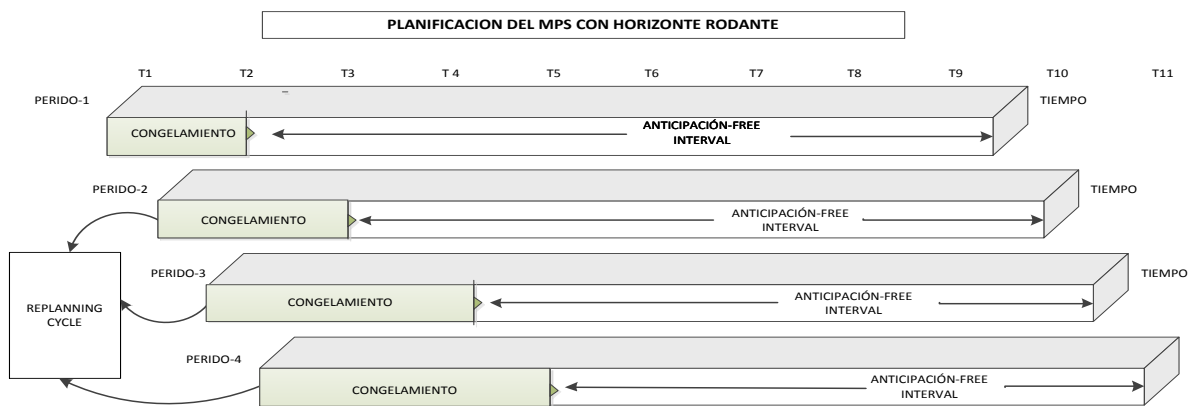 PLANIFICACION DEL MPS CON HORIZONTE RODANTE
T1 T2 T3 T 4 T5 T6 T7 T8 T9 T10 T11
PERIDO-1
TIEMPO
CONGELAMIENTO
ANTICIPACIÓN-FREE
INTERVAL
PERIDO-2
TIEMPO
CONGELAMIENTO
ANTICIPACIÓN-FREE
INTERVAL
PERIDO-3
TIEMPO
CONGELAMIENTO
ANTICIPACIÓN-FREE
INTERVAL
REPLANNING
CYCLE
PERIDO-4
CONGELAMIENTO
ANTICIPACIÓN-FREE
INTERVAL